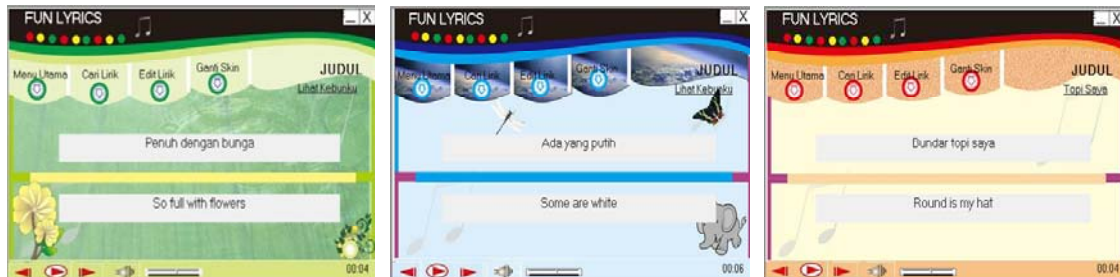 FUN LYRICS
Menu Utama Cari Lirik Edit Lirik Ganti Skin
JUDUL
Lihat Kebunku
Penuh dengan bunga
So full with flowers
00:04
FUN LYRICS
Menu Utama Cari Lirik Edit Lirik Ganti Skin
JUDUL
Lihat Kebunku
Ada yang putih
Some are white
00:06
FUN LYRICS
Menu Utama Cari Lirik Edit Lirik Ganti Skin
JUDUL
Topi Saya
Dundar topi saya
Round is my hat
00:04